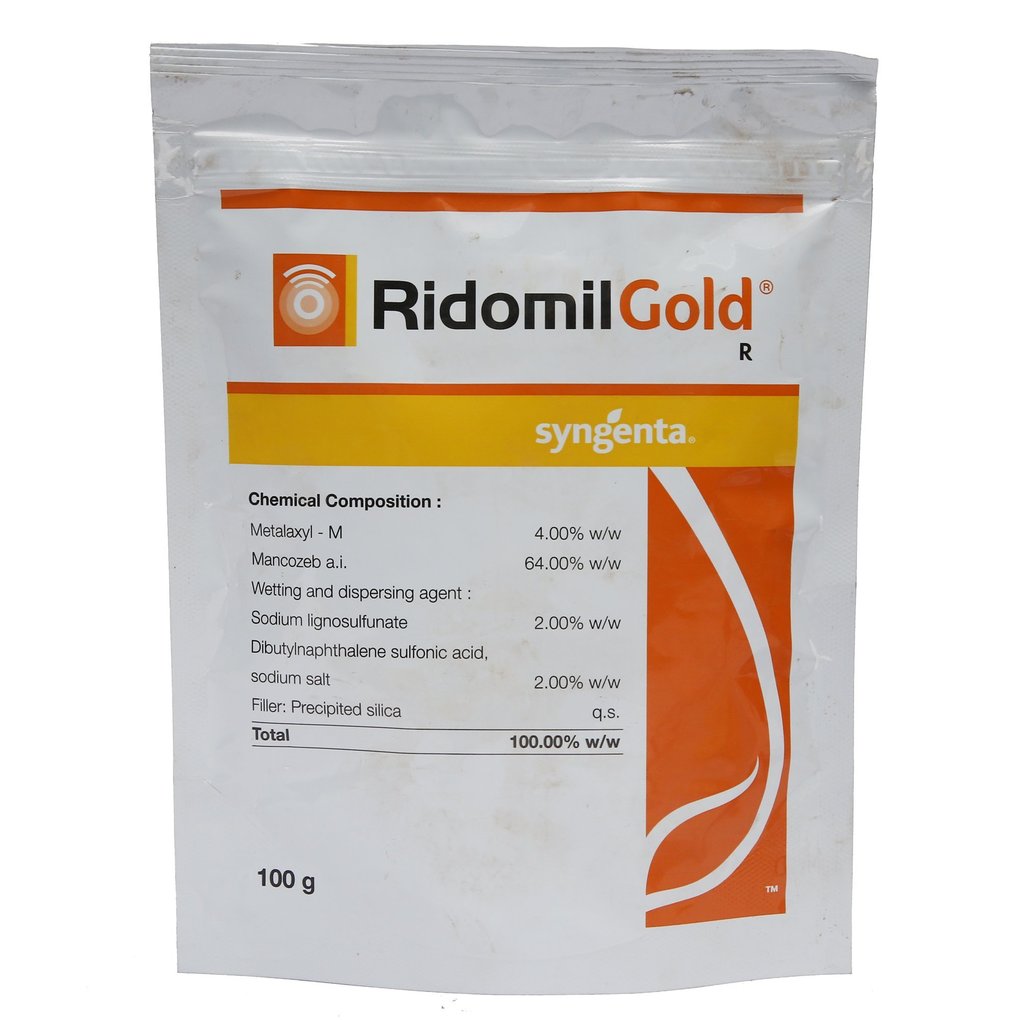 RidomilGold®
R
syngenta®
Chemical Composition :
Metalaxyl - M 4.00% w/w
Mancozeb a.i. 64.00% w/w
Wetting and dispersing agent :
Sodium lignosulfunate 2.00% w/w
Dibutylnaphthalene sulfonic acid,
sodium salt 2.00% w/w
Filler: Precipited silica q.s.
Total 100.00% w/w
100 g
TM